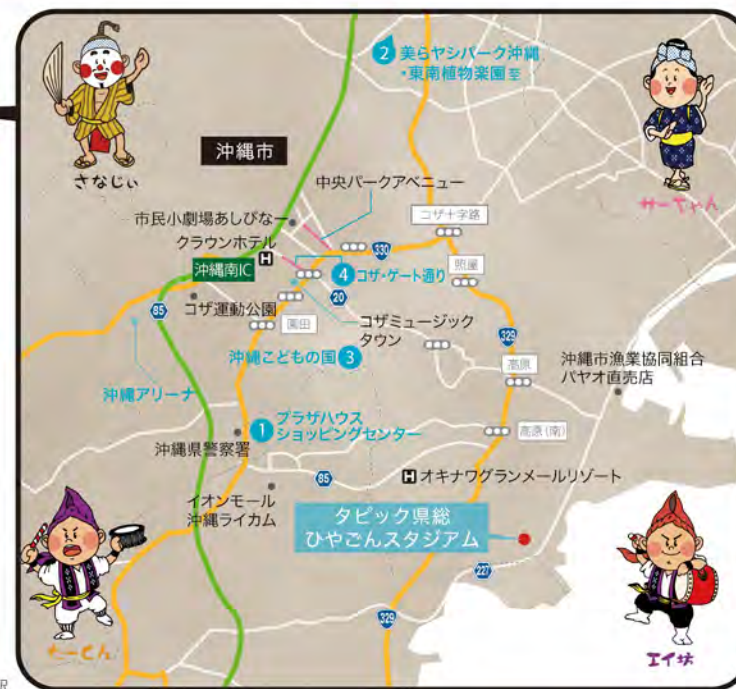 2 美らヤシパーク沖縄
・東南植物楽園至
さなじぃ
サーちゃん
沖縄市
中央パークアベニュー
市民小劇場あしびなー
コザ十字路
クラウンホテル
H
330
沖縄南IC
4 コザ・ゲート通り
照屋
85
20
コザ運動公園
園田
コザミュージック
タウン
329
沖縄こどもの国 3
高原
沖縄市漁業協同組合
パヤオ直売店
沖縄アリーナ
1 プラザハウス
ショッピングセンター
高原(南)
沖縄県警察署
85
H オキナワグランメールリゾート
イオンモール
沖縄ライカム
タピック県総
ひやごんスタジアム
227
329
エイ坊